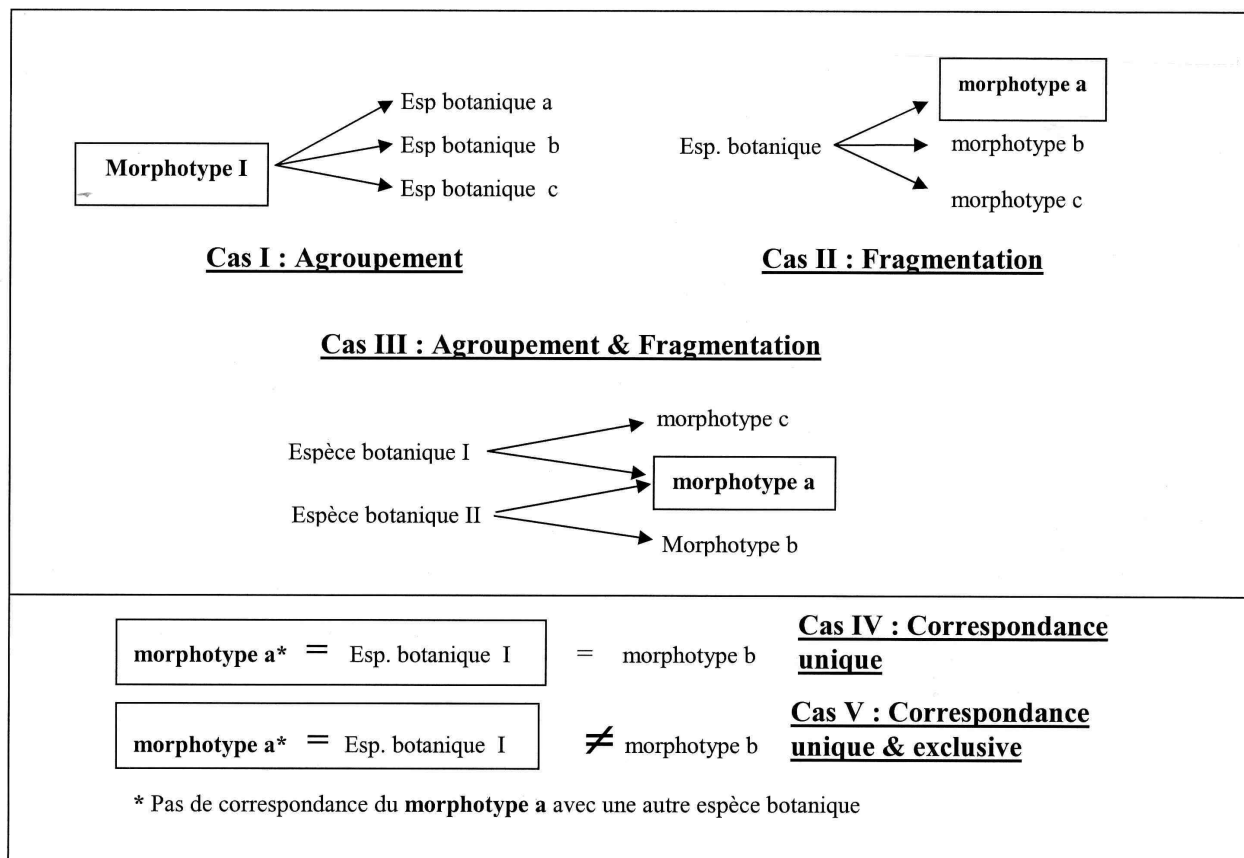 Esp botanique a
Morphotype I
Esp botanique b
Esp botanique c
Cas I : Agroupement
morphotype a
Esp. botanique
morphotype b
morphotype c
Cas II : Fragmentation
Cas III : Agroupement & Fragmentation
morphotype c
Espèce botanique I
morphotype a
Espèce botanique II
Morphotype b
morphotype a* = Esp. botanique I = morphotype b
Cas IV : Correspondance
unique
morphotype a* = Esp. botanique I ≠ morphotype b
Cas V : Correspondance
unique & exclusive
* Pas de correspondance du morphotype a avec une autre espèce botanique